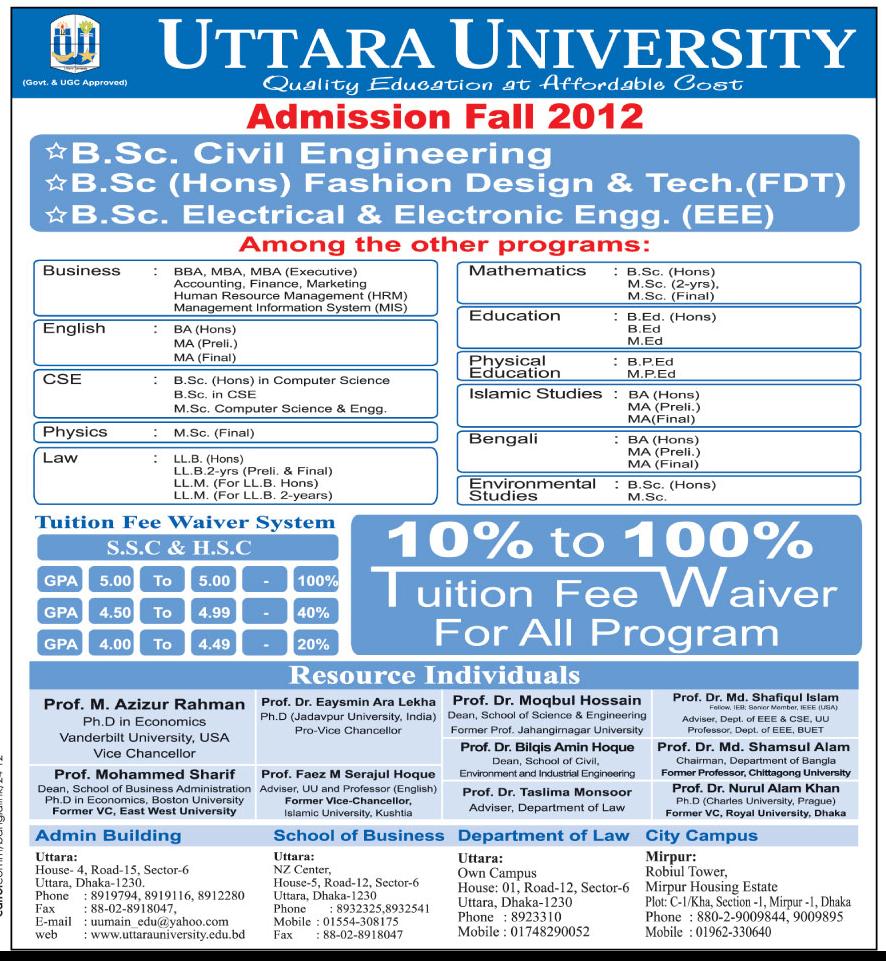 UTTARA UNIVERSITY
(Govt. & UGC Approved)
Quality Education at Affordable Cost
Admission Fall 2012
☆B.Sc. Civil Engineering
☆B.Sc (Hons) Fashion Design & Tech.(FDT)
☆B.Sc. Electrical & Electronic Engg. (EEE)
Among the other programs:
Business : BBA, MBA, MBA (Executive)
Accounting, Finance, Marketing
Human Resource Management (HRM)
Management Information System (MIS)
English : BA (Hons)
MA (Preli.)
MA (Final)
CSE : B.Sc. (Hons) in Computer Science
B.Sc. in CSE
M.Sc. Computer Science & Engg.
Physics : M.Sc. (Final)
Law : LL.B. (Hons)
LL.B.2-yrs (Preli. & Final)
LL.M. (For LL.B. Hons)
LL.M. (For LL.B. 2-years)
Mathematics : B.Sc. (Hons)
M.Sc. (2-yrs),
M.Sc. (Final)
Education : B.Ed. (Hons)
B.Ed
M.Ed
Physical : B.P.Ed
Education M.P.Ed
Islamic Studies : BA (Hons)
MA (Preli.)
MA(Final)
Bengali : BA (Hons)
MA (Preli.)
MA (Final)
Environmental : B.Sc. (Hons)
Studies M.Sc.
Tuition Fee Waiver System
S.S.C & H.S.C
GPA 5.00 To 5.00 - 100%
GPA 4.50 To 4.99 - 40%
GPA 4.00 To 4.49 - 20%
10% to 100%
Tuition Fee Waiver
For All Program
Resource Individuals
Prof. M. Azizur Rahman
Ph.D in Economics
Vanderbilt University, USA
Vice Chancellor
Prof. Dr. Eaysmin Ara Lekha
Ph.D (Jadavpur University, India)
Pro-Vice Chancellor
Prof. Dr. Moqbul Hossain
Dean, School of Science & Engineering
Former Prof. Jahangirnagar University
Prof. Dr. Md. Shafiqul Islam
Fellow, IEB; Senior Member, IEEE (USA)
Adviser, Dept. of EEE & CSE, UU
Professor, Dept. of EEE, BUET
Prof. Dr. Bilqis Amin Hoque
Dean, School of Civil,
Environment and Industrial Engineering
Prof. Dr. Md. Shamsul Alam
Chairman, Department of Bangla
Former Professor, Chittagong University
Prof. Mohammed Sharif
Dean, School of Business Administration
Ph.D in Economics, Boston University
Former VC, East West University
Prof. Faez M Serajul Hoque
Adviser, UU and Professor (English)
Former Vice-Chancellor,
Islamic University, Kushtia
Prof. Dr. Taslima Monsoor
Adviser, Department of Law
Prof. Dr. Nurul Alam Khan
Ph.D (Charles University, Prague)
Former VC, Royal University, Dhaka
Admin Building
Uttara:
House- 4, Road-15, Sector-6
Uttara, Dhaka-1230.
Phone : 8919794, 8919116, 8912280
Fax : 88-02-8918047,
E-mail : uumain_edu@yahoo.com
web : www.uttarauniversity.edu.bd
School of Business
Uttara:
NZ Center,
House-5, Road-12, Sector-6
Uttara, Dhaka-1230
Phone : 8932325,8932541
Mobile : 01554-308175
Fax : 88-02-8918047
Department of Law
Uttara:
Own Campus
House: 01, Road-12, Sector-6
Uttara, Dhaka-1230
Phone : 8923310
Mobile : 01748290052
City Campus
Mirpur:
Robiul Tower,
Mirpur Housing Estate
Plot: C-1/Kha, Section -1, Mirpur -1, Dhaka
Phone : 880-2-9009844, 9009895
Mobile : 01962-330640